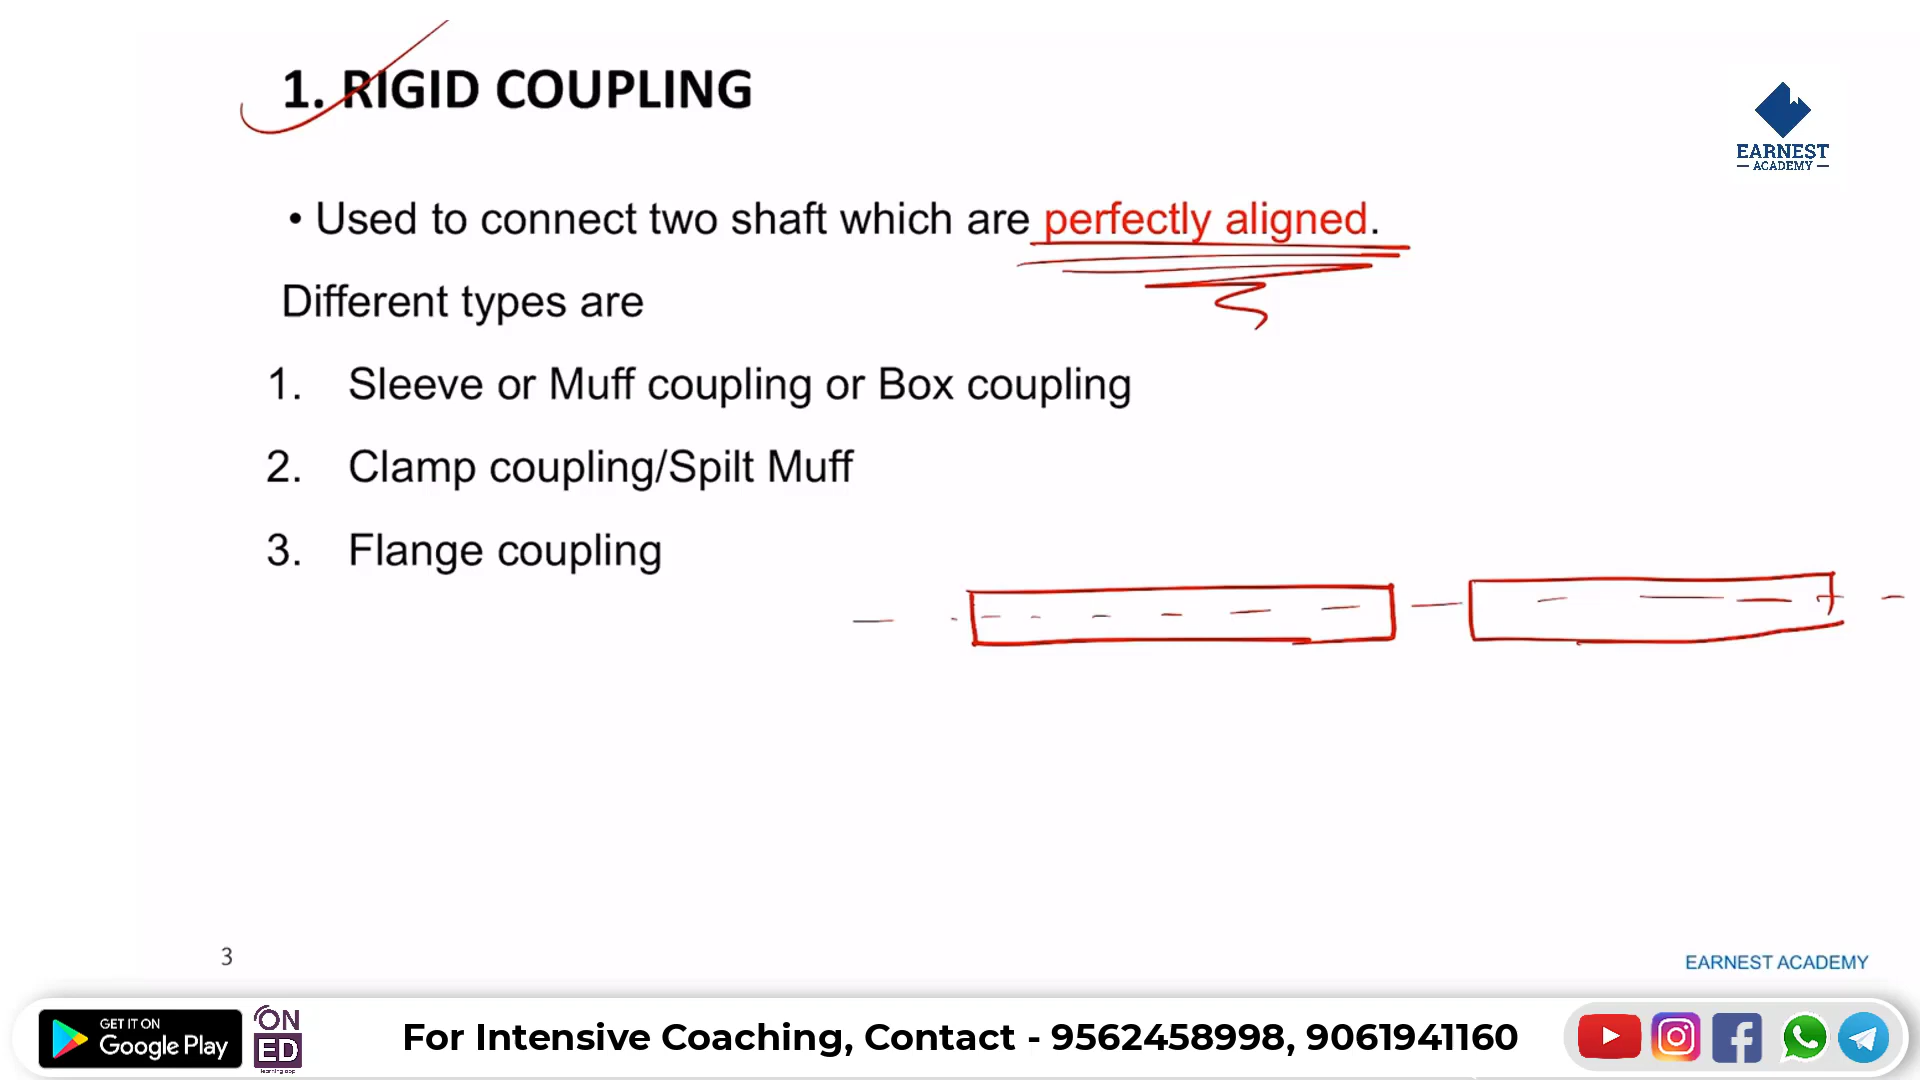 1. RIGID COUPLING
EARNEST
ACADEMY
• Used to connect two shaft which are perfectly aligned.
Different types are
1. Sleeve or Muff coupling or Box coupling
2. Clamp coupling/Spilt Muff
3. Flange coupling
3
EARNEST ACADEMY
GET IT ON
Google Play
ON
ED
learning app
For Intensive Coaching, Contact - 9562458998, 9061941160